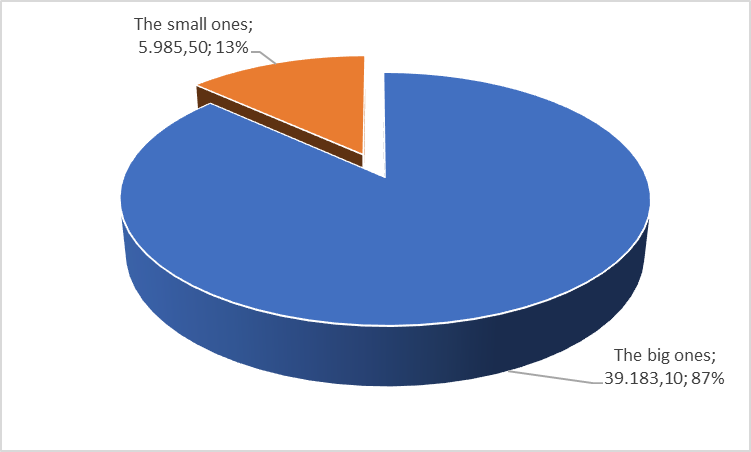 The small ones;
5.985,50; 13%
The big ones;
39.183,10; 87%